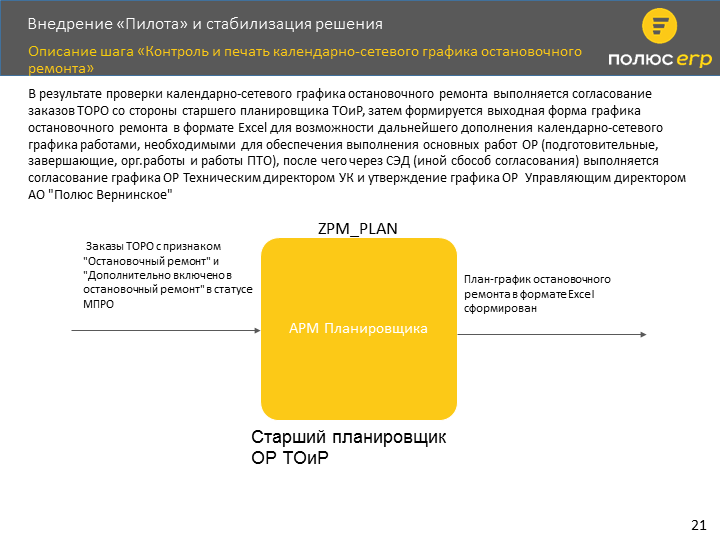 Внедрение «Пилота» и стабилизация решения
Описание шага «Контроль и печать календарно-сетевого графика остановочного
ремонта»
ПОЛЮС erp
В результате проверки календарно-сетевого графика остановочного ремонта выполняется согласование
заказов ТОРО со стороны старшего планировщика ТОиР, затем формируется выходная форма графика
остановочного ремонта в формате Excel для возможности дальнейшего дополнения календарно-сетевого
графика работами, необходимыми для обеспечения выполнения основных работ ОР (подготовительные,
завершающие, орг.работы и работы ПТО), после чего через СЭД (иной сбособ согласования) выполняется
согласование графика ОР Техническим директором УК и утверждение графика ОР Управляющим директором
АО "Полюс Вернинское"
ZPM_PLAN
Заказы ТОРО с признаком
"Остановочный ремонт" и
"Дополнительно включено в
остановочный ремонт" в статусе
МПРО
АРМ Планировщика
План-график остановочного
ремонта в формате Excel
сформирован
Старший планировщик
ОР ТОиР
21